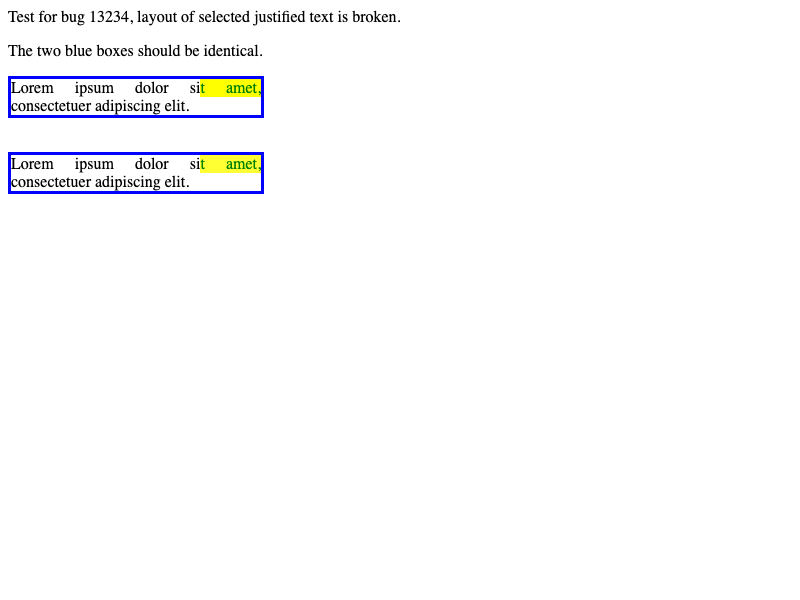 Test for bug 13234, layout of selected justified text is broken.
The two blue boxes should be identical.
Lorem ipsum dolor sit amet,
consectetuer adipiscing elit.
Lorem ipsum dolor sit amet,
consectetuer adipiscing elit.